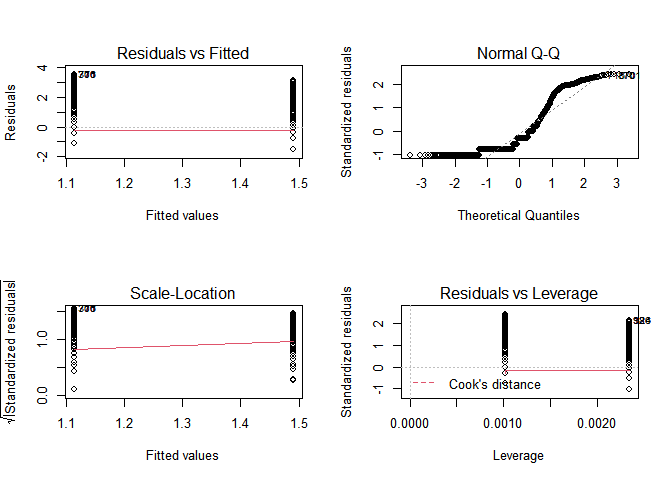 Residuals vs Fitted
Residuals
4
2
0
-2
1.1 1.2 1.3 1.4 1.5
Fitted values
Normal Q-Q
Standardized residuals
2
1
0
-1
-3 -2 -1 0 1 2 3
Theoretical Quantiles
Scale-Location
√|Standardized residuals|
1.0
0.0
1.1 1.2 1.3 1.4 1.5
Fitted values
Residuals vs Leverage
Standardized residuals
2
1
0
-1
Cook's distance
0.0000 0.0010 0.0020
Leverage